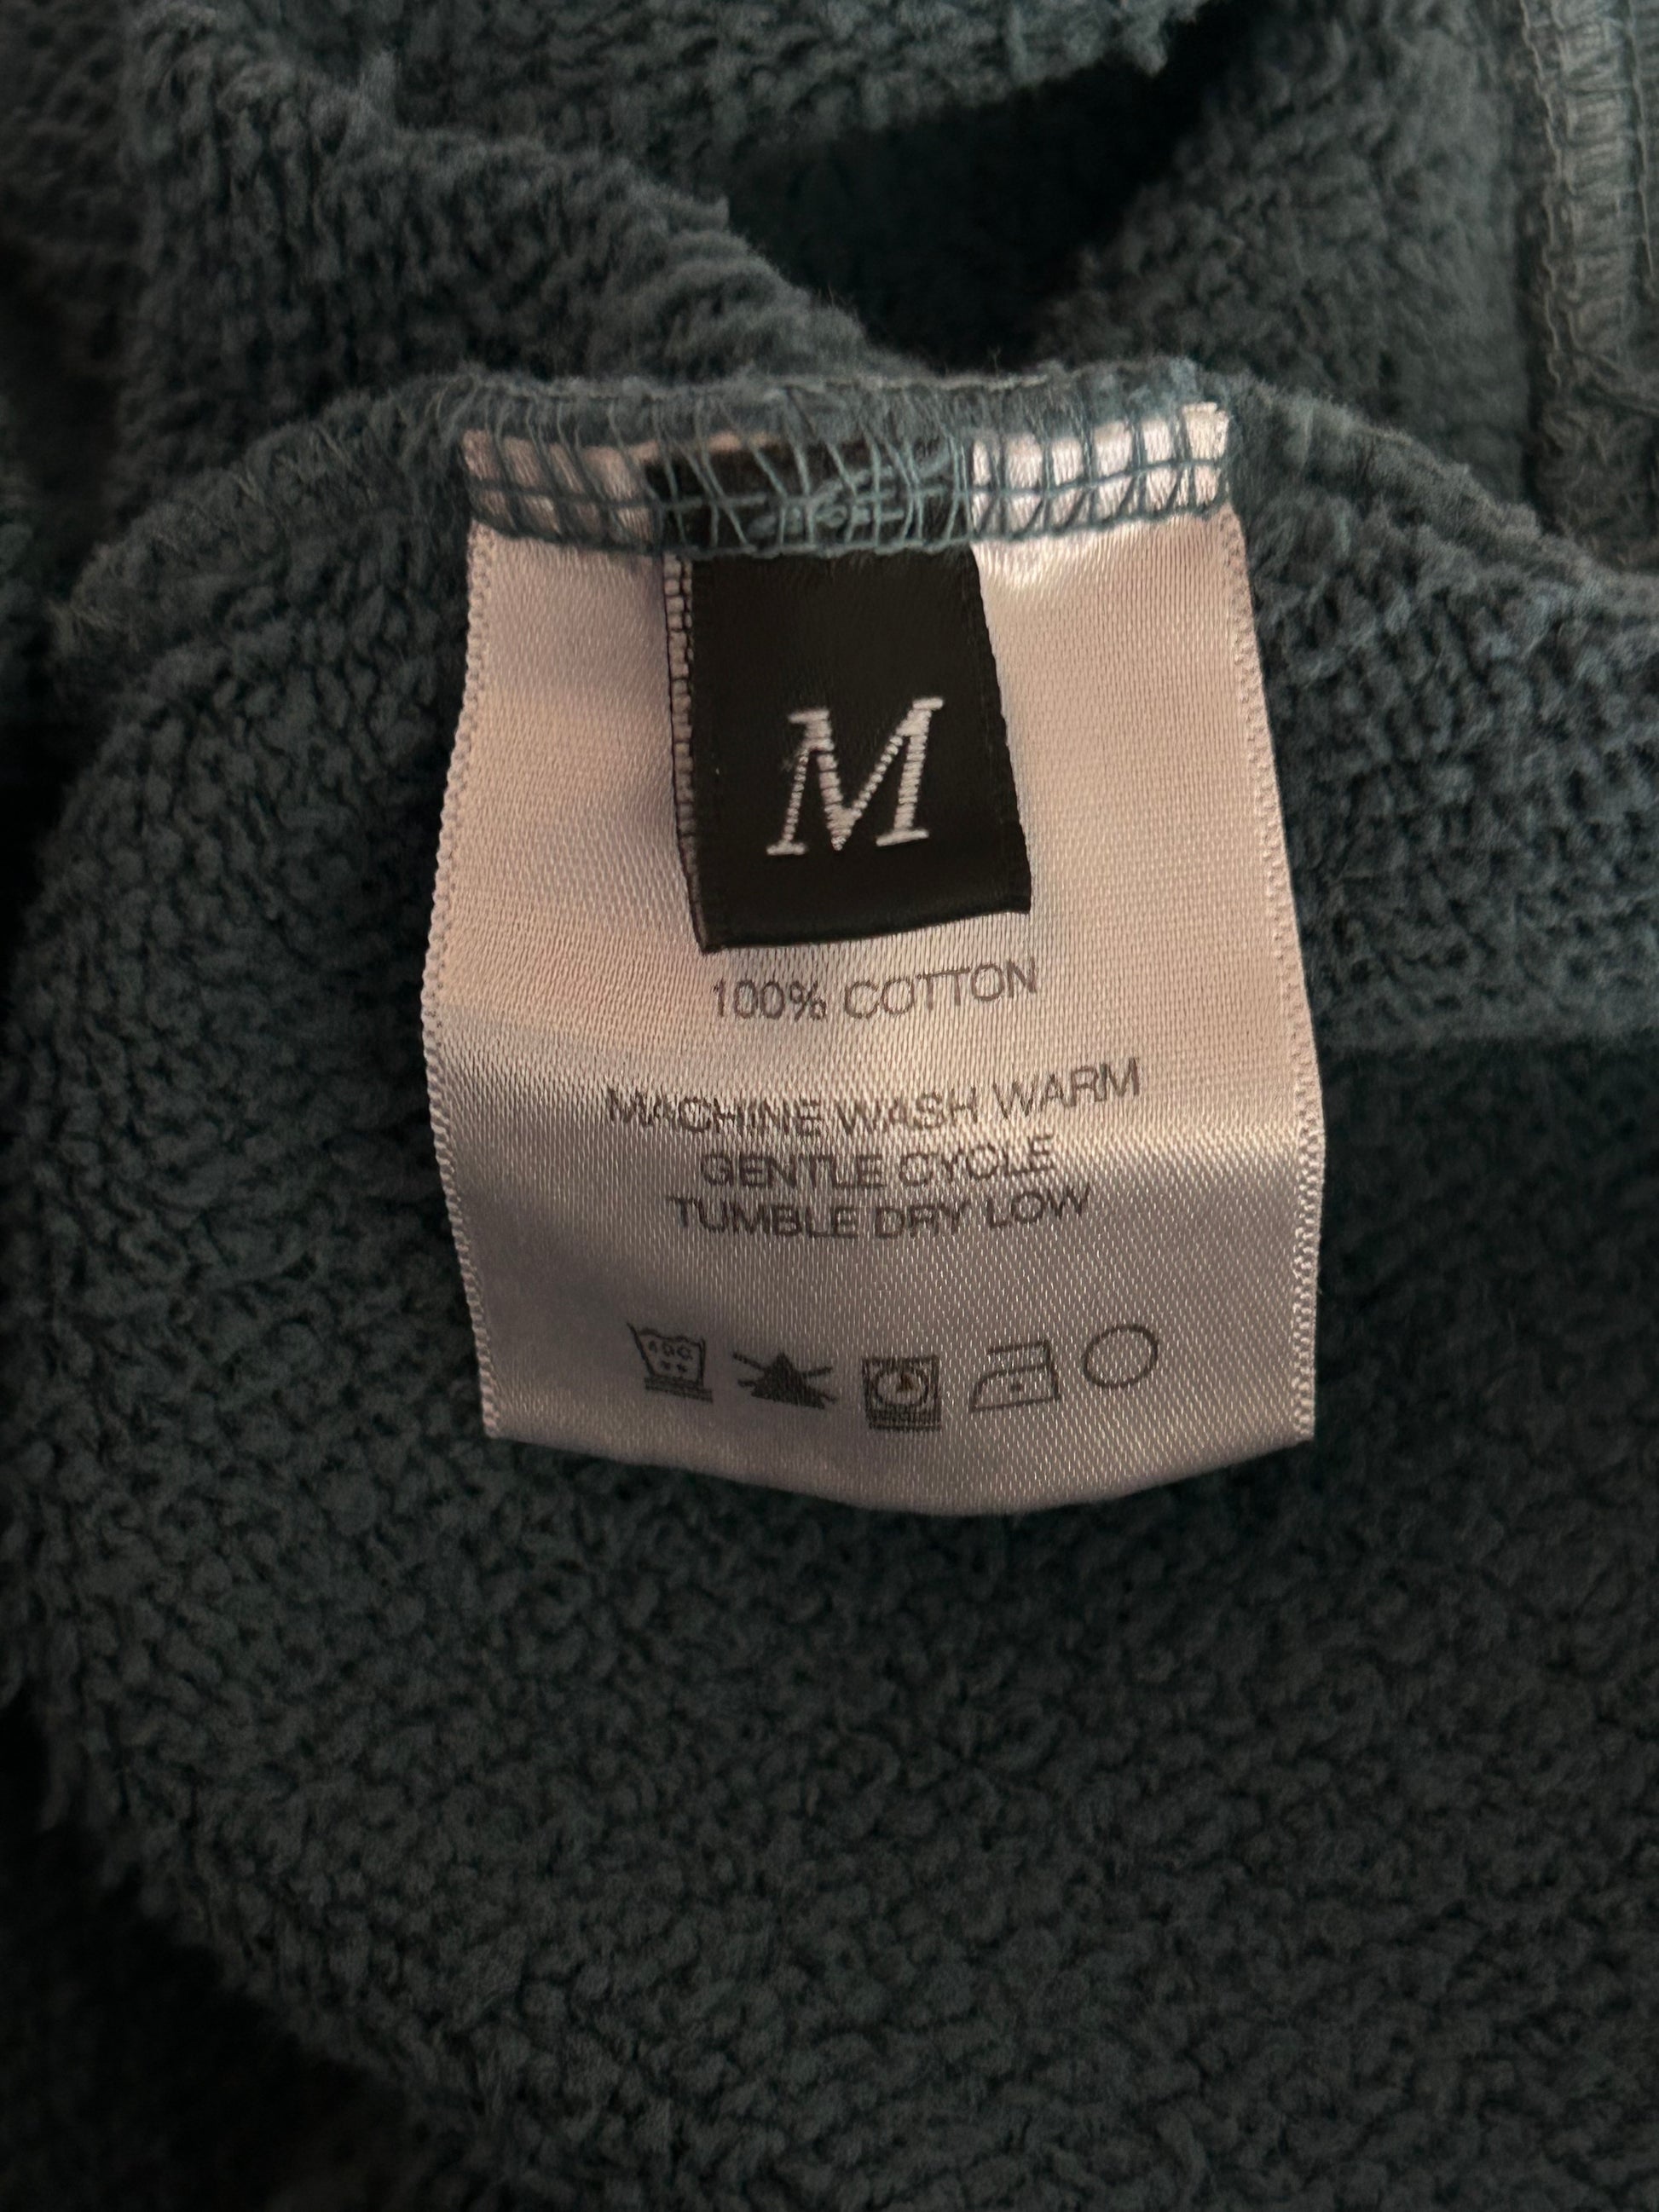 M
100% COTTON
MACHINE WASH WARM
GENTLE CYCLE
TUMBLE DRY LOW